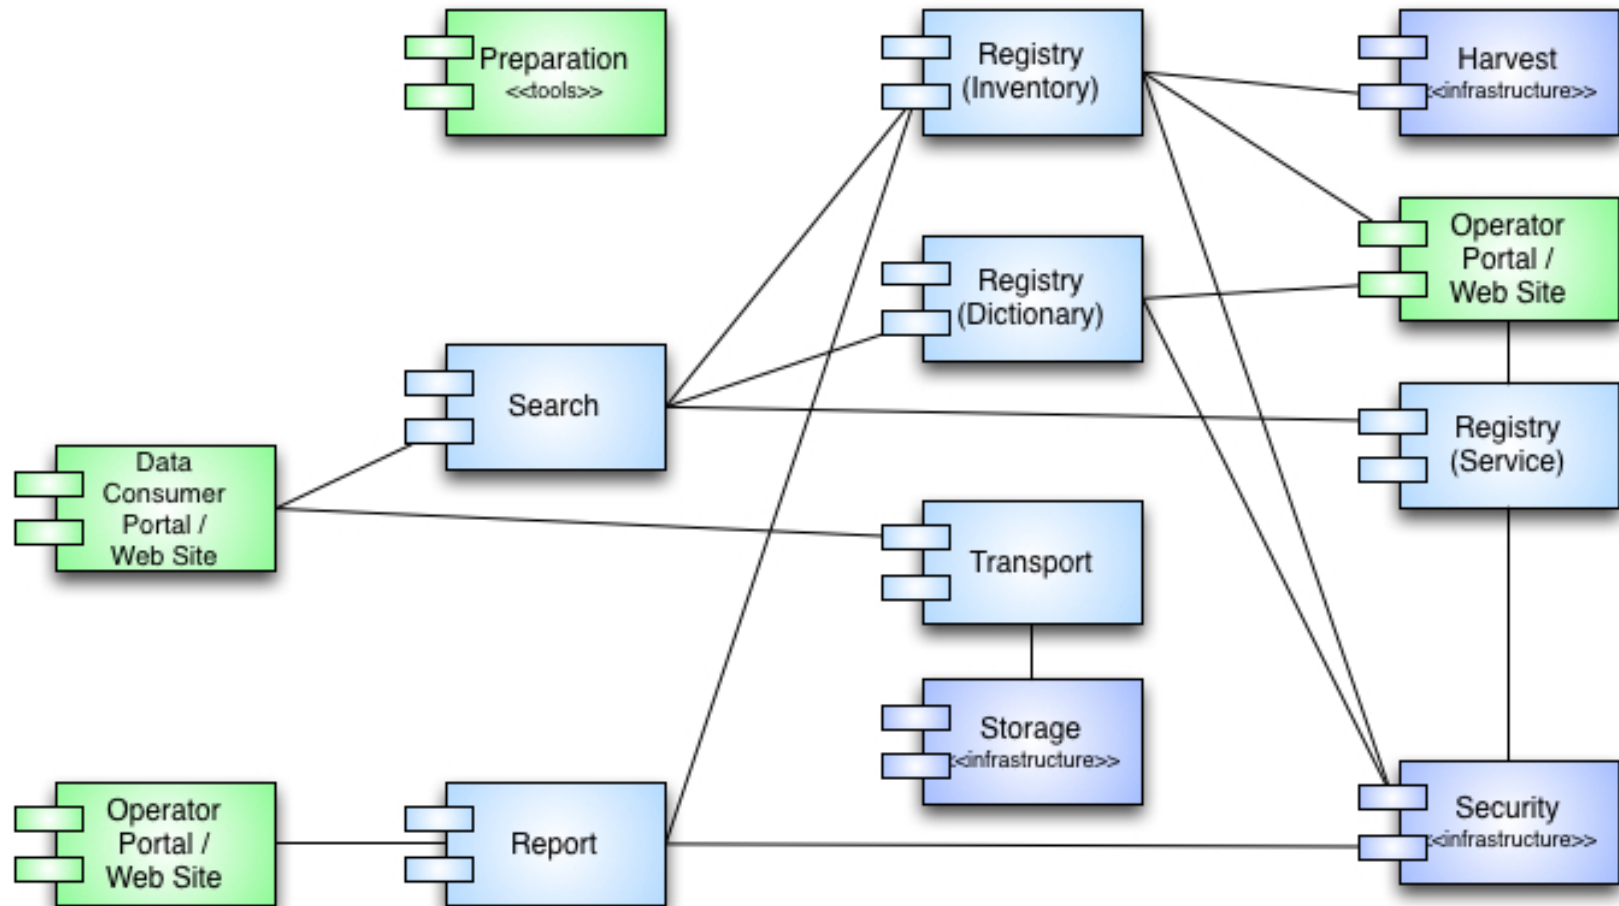 Preparation
<<tools>>
Registry
(Inventory)
Harvest
<<infrastructure>>
Operator
Portal /
Web Site
Registry
(Dictionary)
Search
Registry
(Service)
Data
Consumer
Portal /
Web Site
Transport
Storage
<<infrastructure>>
Operator
Portal /
Web Site
Report
Security
<<infrastructure>>